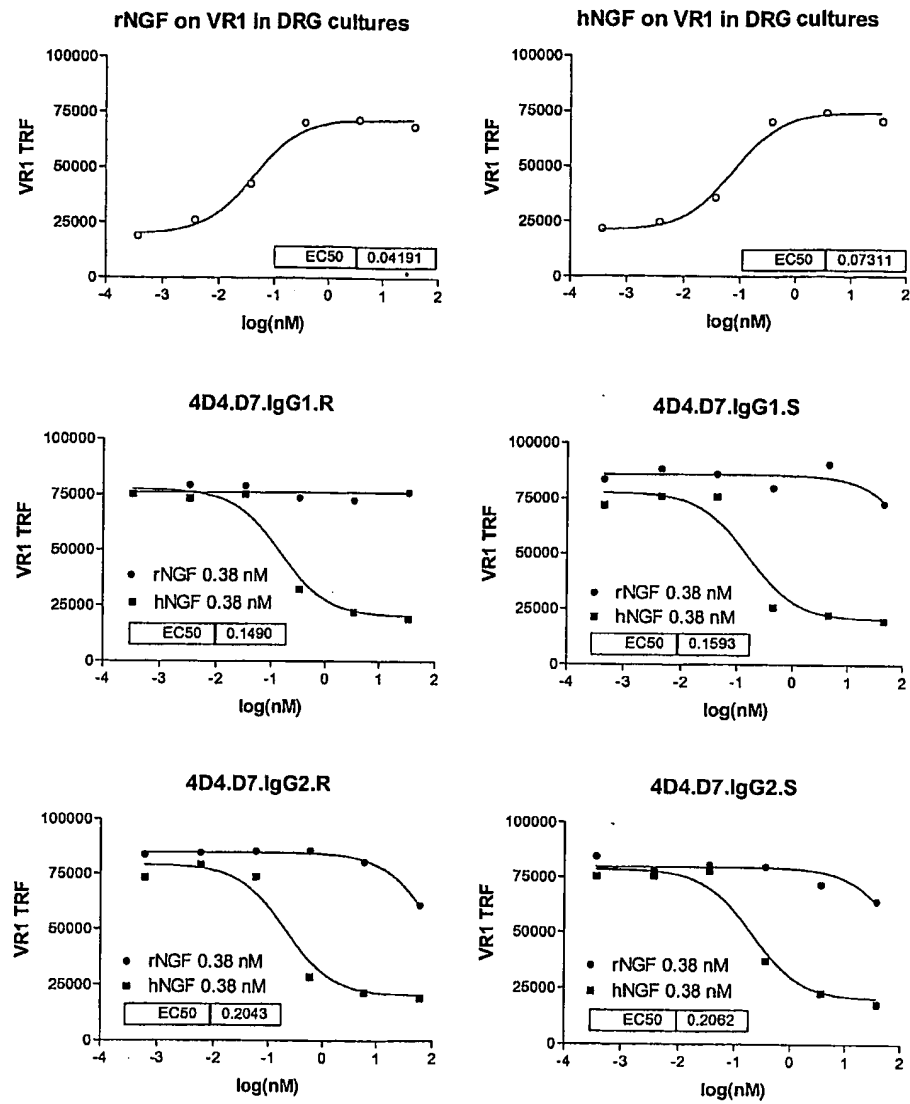 rNGF on VR1 in DRG cultures
100000
75000
50000
25000
0
VR1 TRF
EC50 0.04191
-4 -3 -2 -1 0 1 2
log(nM)
hNGF on VR1 in DRG cultures
100000
75000
50000
25000
0
VR1 TRF
EC50 0.07311
-4 -3 -2 -1 0 1 2
log(nM)
4D4.D7.IgG1.R
100000
75000
50000
25000
0
VR1 TRF
rNGF 0.38 nM
hNGF 0.38 nM
EC50 0.1490
-4 -3 -2 -1 0 1 2
log(nM)
4D4.D7.IgG1.S
100000
75000
50000
25000
0
VR1 TRF
rNGF 0.38 nM
hNGF 0.38 nM
EC50 0.1593
-4 -3 -2 -1 0 1 2
log(nM)
4D4.D7.IgG2.R
100000
75000
50000
25000
0
VR1 TRF
rNGF 0.38 nM
hNGF 0.38 nM
EC50 0.2043
-4 -3 -2 -1 0 1 2
log(nM)
4D4.D7.IgG2.S
100000
75000
50000
25000
0
VR1 TRF
rNGF 0.38 nM
hNGF 0.38 nM
EC50 0.2062
-4 -3 -2 -1 0 1 2
log(nM)